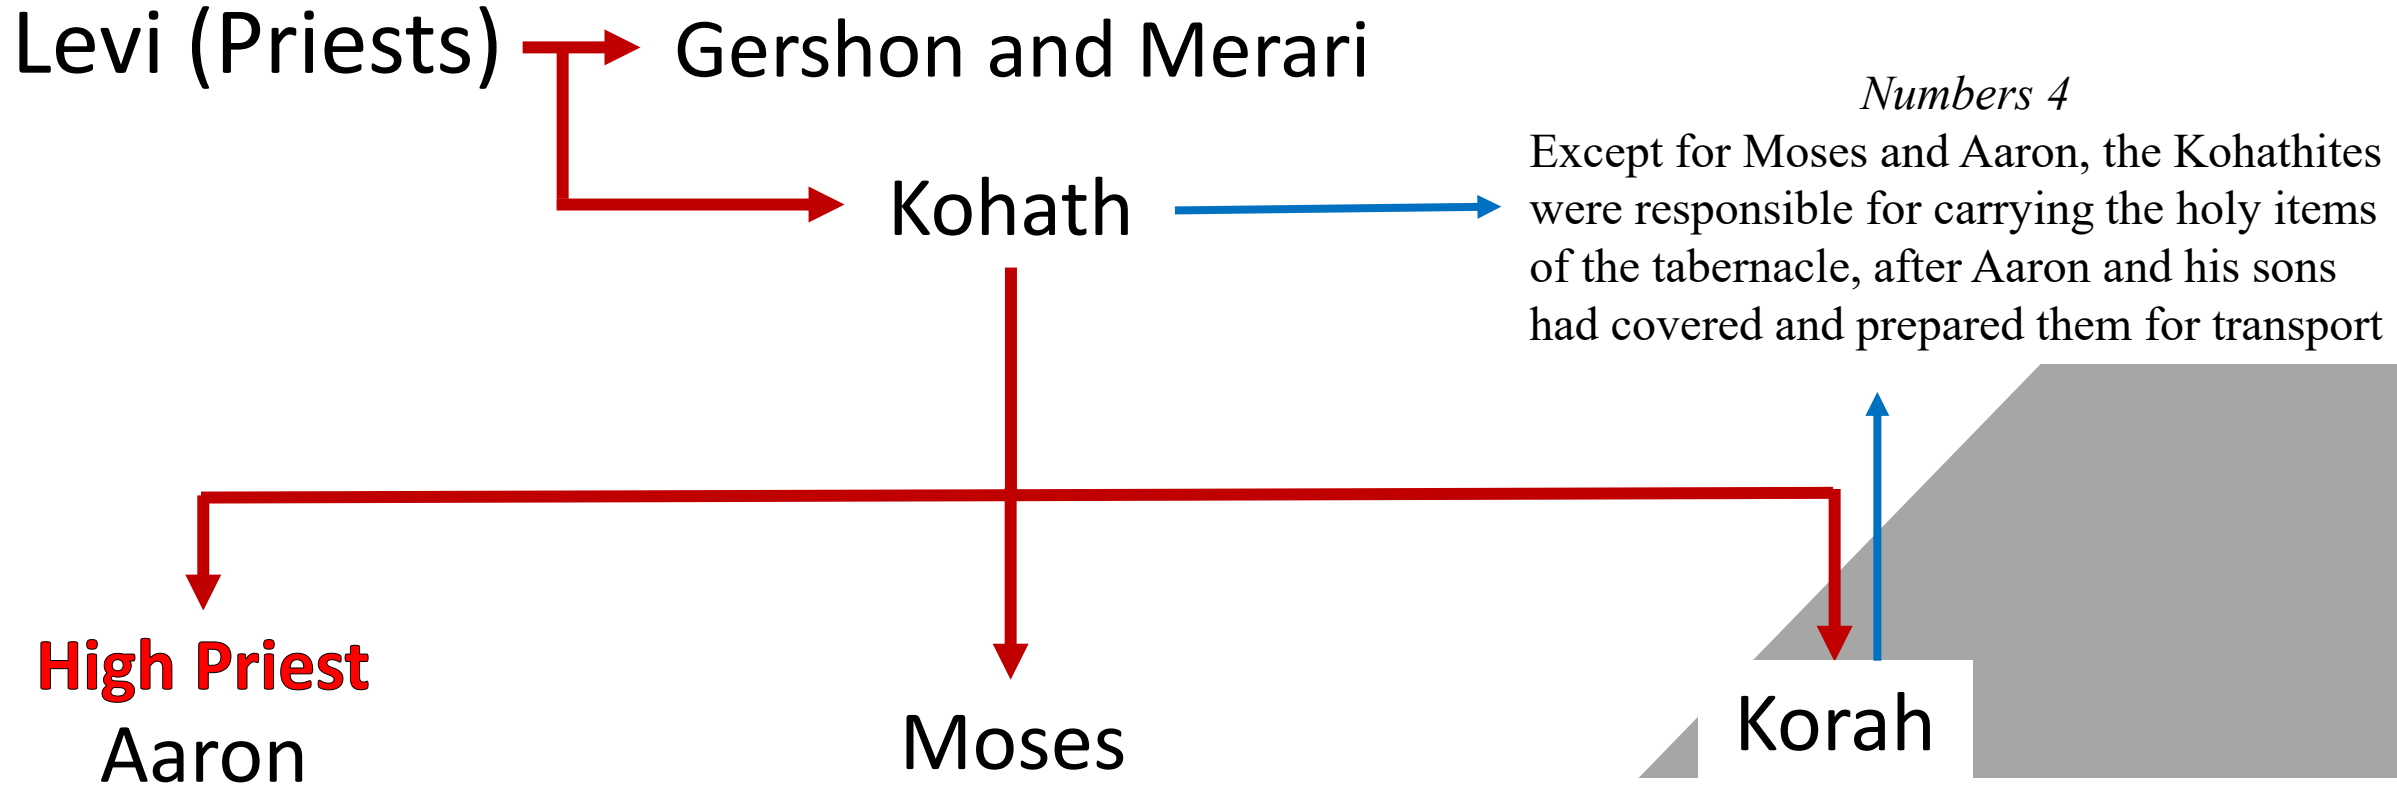 Levi (Priests)
Gershon and Merari
Numbers 4
Except for Moses and Aaron, the Kohathites
were responsible for carrying the holy items
of the tabernacle, after Aaron and his sons
had covered and prepared them for transport
Kohath
High Priest
Aaron
Moses
Korah